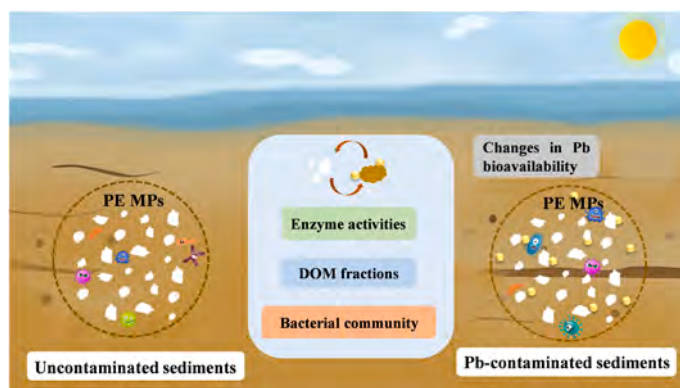 Changes in Pb
bioavailability
PE MPs
PE MPs
Enzyme activities
DOM fractions
Bacterial community
Uncontaminated sediments
Pb-contaminated sediments